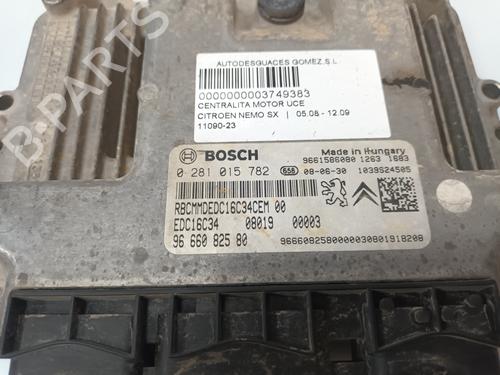 AUTODESGUACES GOMEZ,S.L
0000000003749383
CENTRALITA MOTOR UCE
CITROEN NEMO SX | 05.08 - 12.09
11090-23
BOSCH
Made in Hungary
9661586080 1263 1883
0 281 015 782 658 08-06-30 1039S24505
RBCMMDEDC16C34CEM 00
EDC16C34 08019 00003
96 660 825 80 9666082580000030801918208